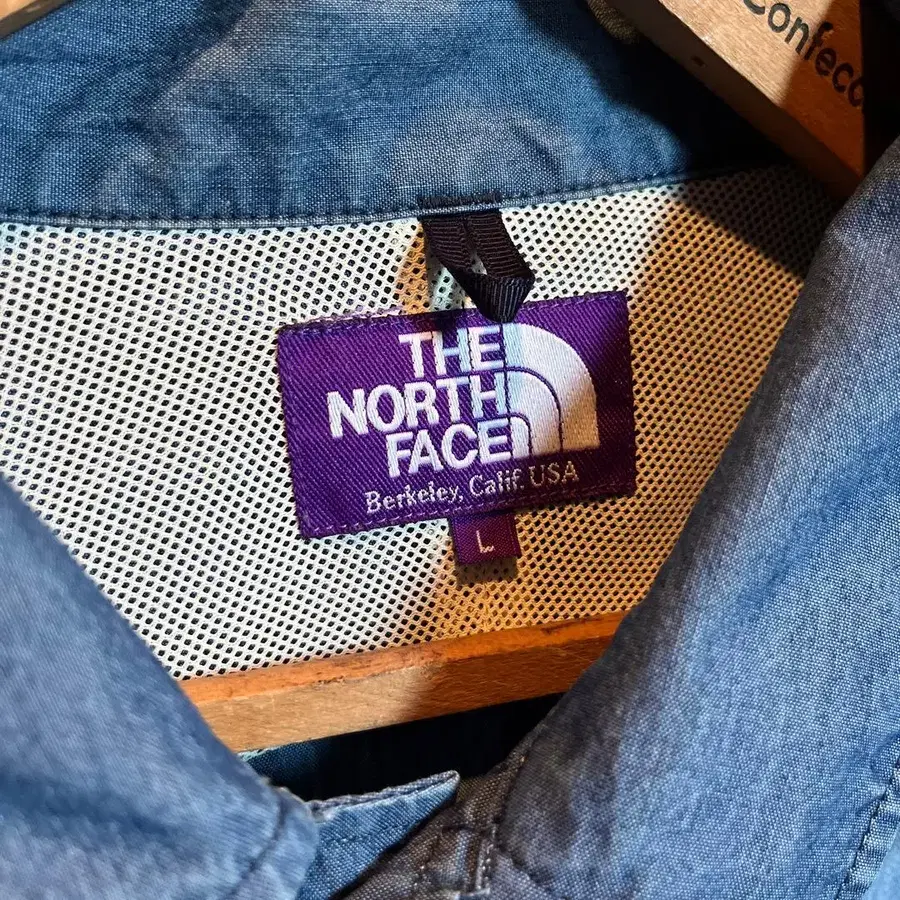 THE
NORTH
FACE
Berkeley, Calif. USA
L